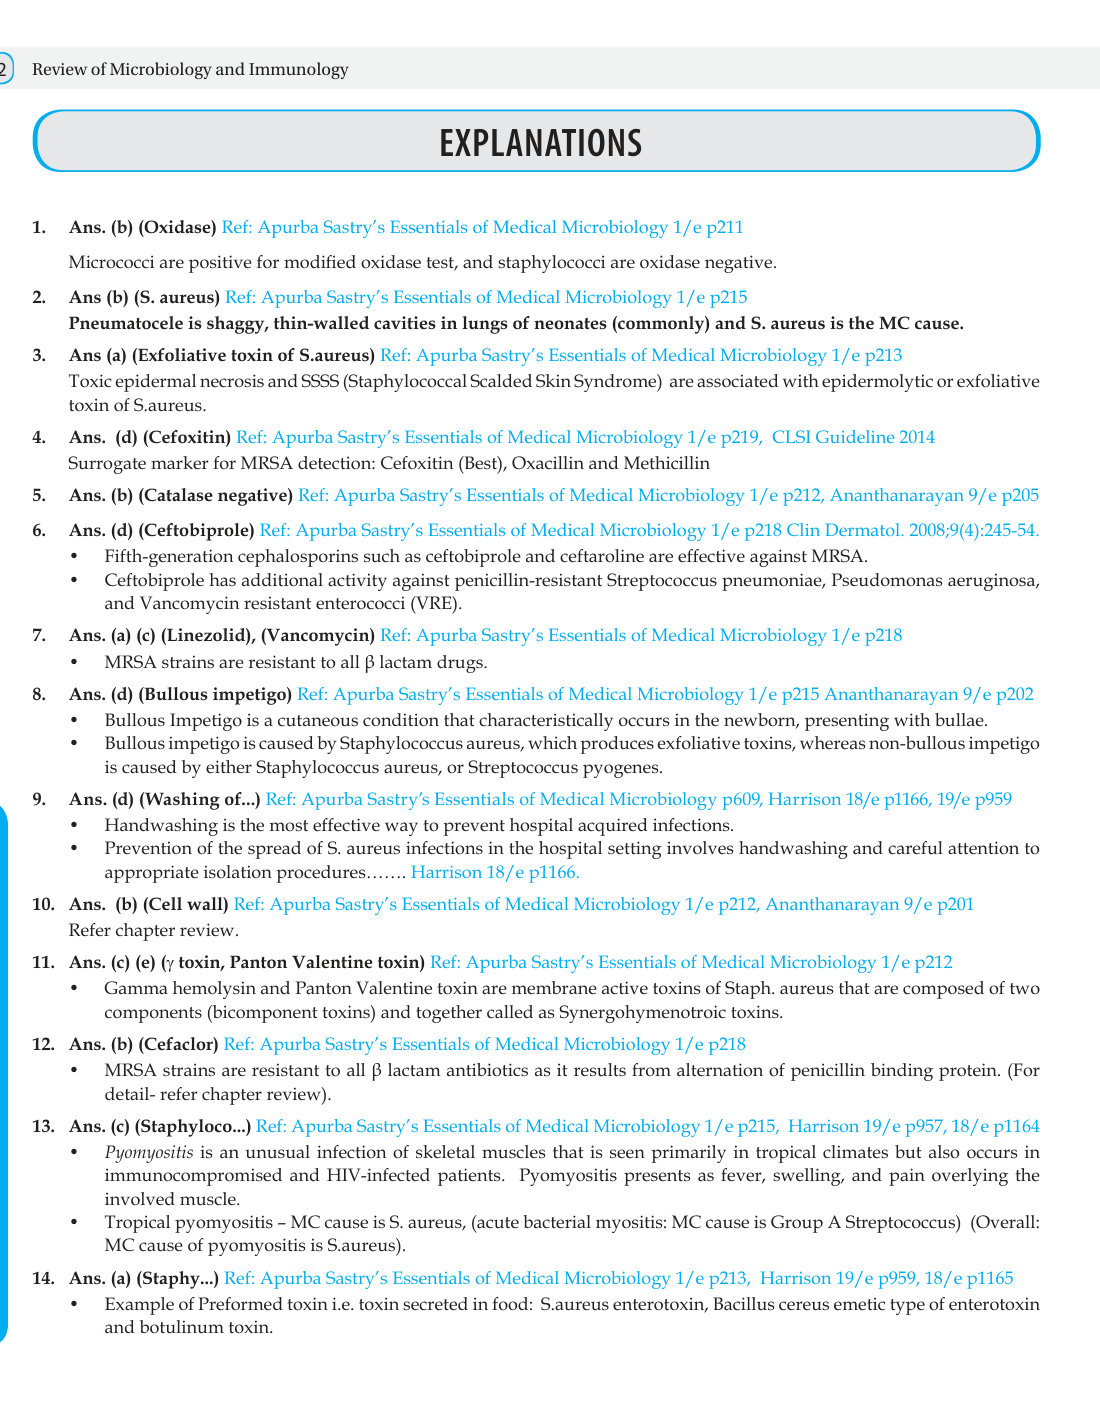 2 Review of Microbiology and Immunology
EXPLANATIONS
1. Ans. (b) (Oxidase) Ref: Apurba Sastry’s Essentials of Medical Microbiology 1/e p211
Micrococci are positive for modified oxidase test, and staphylococci are oxidase negative.
2. Ans (b) (S. aureus) Ref: Apurba Sastry’s Essentials of Medical Microbiology 1/e p215
Pneumatocele is shaggy, thin-walled cavities in lungs of neonates (commonly) and S. aureus is the MC cause.
3. Ans (a) (Exfoliative toxin of S.aureus) Ref: Apurba Sastry’s Essentials of Medical Microbiology 1/e p213
Toxic epidermal necrosis and SSSS (Staphylococcal Scalded Skin Syndrome) are associated with epidermolytic or exfoliative
toxin of S.aureus.
4. Ans. (d) (Cefoxitin) Ref: Apurba Sastry’s Essentials of Medical Microbiology 1/e p219, CLSI Guideline 2014
Surrogate marker for MRSA detection: Cefoxitin (Best), Oxacillin and Methicillin
5. Ans. (b) (Catalase negative) Ref: Apurba Sastry’s Essentials of Medical Microbiology 1/e p212, Ananthanarayan 9/e p205
6. Ans. (d) (Ceftobiprole) Ref: Apurba Sastry’s Essentials of Medical Microbiology 1/e p218 Clin Dermatol. 2008;9(4):245-54.
• Fifth-generation cephalosporins such as ceftobiprole and ceftaroline are effective against MRSA.
• Ceftobiprole has additional activity against penicillin-resistant Streptococcus pneumoniae, Pseudomonas aeruginosa,
and Vancomycin resistant enterococci (VRE).
7. Ans. (a) (c) (Linezolid), (Vancomycin) Ref: Apurba Sastry’s Essentials of Medical Microbiology 1/e p218
• MRSA strains are resistant to all β lactam drugs.
8. Ans. (d) (Bullous impetigo) Ref: Apurba Sastry’s Essentials of Medical Microbiology 1/e p215 Ananthanarayan 9/e p202
• Bullous Impetigo is a cutaneous condition that characteristically occurs in the newborn, presenting with bullae.
• Bullous impetigo is caused by Staphylococcus aureus, which produces exfoliative toxins, whereas non-bullous impetigo
is caused by either Staphylococcus aureus, or Streptococcus pyogenes.
9. Ans. (d) (Washing of...) Ref: Apurba Sastry’s Essentials of Medical Microbiology p609, Harrison 18/e p1166, 19/e p959
• Handwashing is the most effective way to prevent hospital acquired infections.
• Prevention of the spread of S. aureus infections in the hospital setting involves handwashing and careful attention to
appropriate isolation procedures……. Harrison 18/e p1166.
10. Ans. (b) (Cell wall) Ref: Apurba Sastry’s Essentials of Medical Microbiology 1/e p212, Ananthanarayan 9/e p201
Refer chapter review.
11. Ans. (c) (e) (γ toxin, Panton Valentine toxin) Ref: Apurba Sastry’s Essentials of Medical Microbiology 1/e p212
• Gamma hemolysin and Panton Valentine toxin are membrane active toxins of Staph. aureus that are composed of two
components (bicomponent toxins) and together called as Synergohymenotroic toxins.
12. Ans. (b) (Cefaclor) Ref: Apurba Sastry’s Essentials of Medical Microbiology 1/e p218
• MRSA strains are resistant to all β lactam antibiotics as it results from alternation of penicillin binding protein. (For
detail- refer chapter review).
13. Ans. (c) (Staphyloco...) Ref: Apurba Sastry’s Essentials of Medical Microbiology 1/e p215, Harrison 19/e p957, 18/e p1164
• Pyomyositis is an unusual infection of skeletal muscles that is seen primarily in tropical climates but also occurs in
immunocompromised and HIV-infected patients. Pyomyositis presents as fever, swelling, and pain overlying the
involved muscle.
• Tropical pyomyositis – MC cause is S. aureus, (acute bacterial myositis: MC cause is Group A Streptococcus) (Overall:
MC cause of pyomyositis is S.aureus).
14. Ans. (a) (Staphy...) Ref: Apurba Sastry’s Essentials of Medical Microbiology 1/e p213, Harrison 19/e p959, 18/e p1165
• Example of Preformed toxin i.e. toxin secreted in food: S.aureus enterotoxin, Bacillus cereus emetic type of enterotoxin
and botulinum toxin.